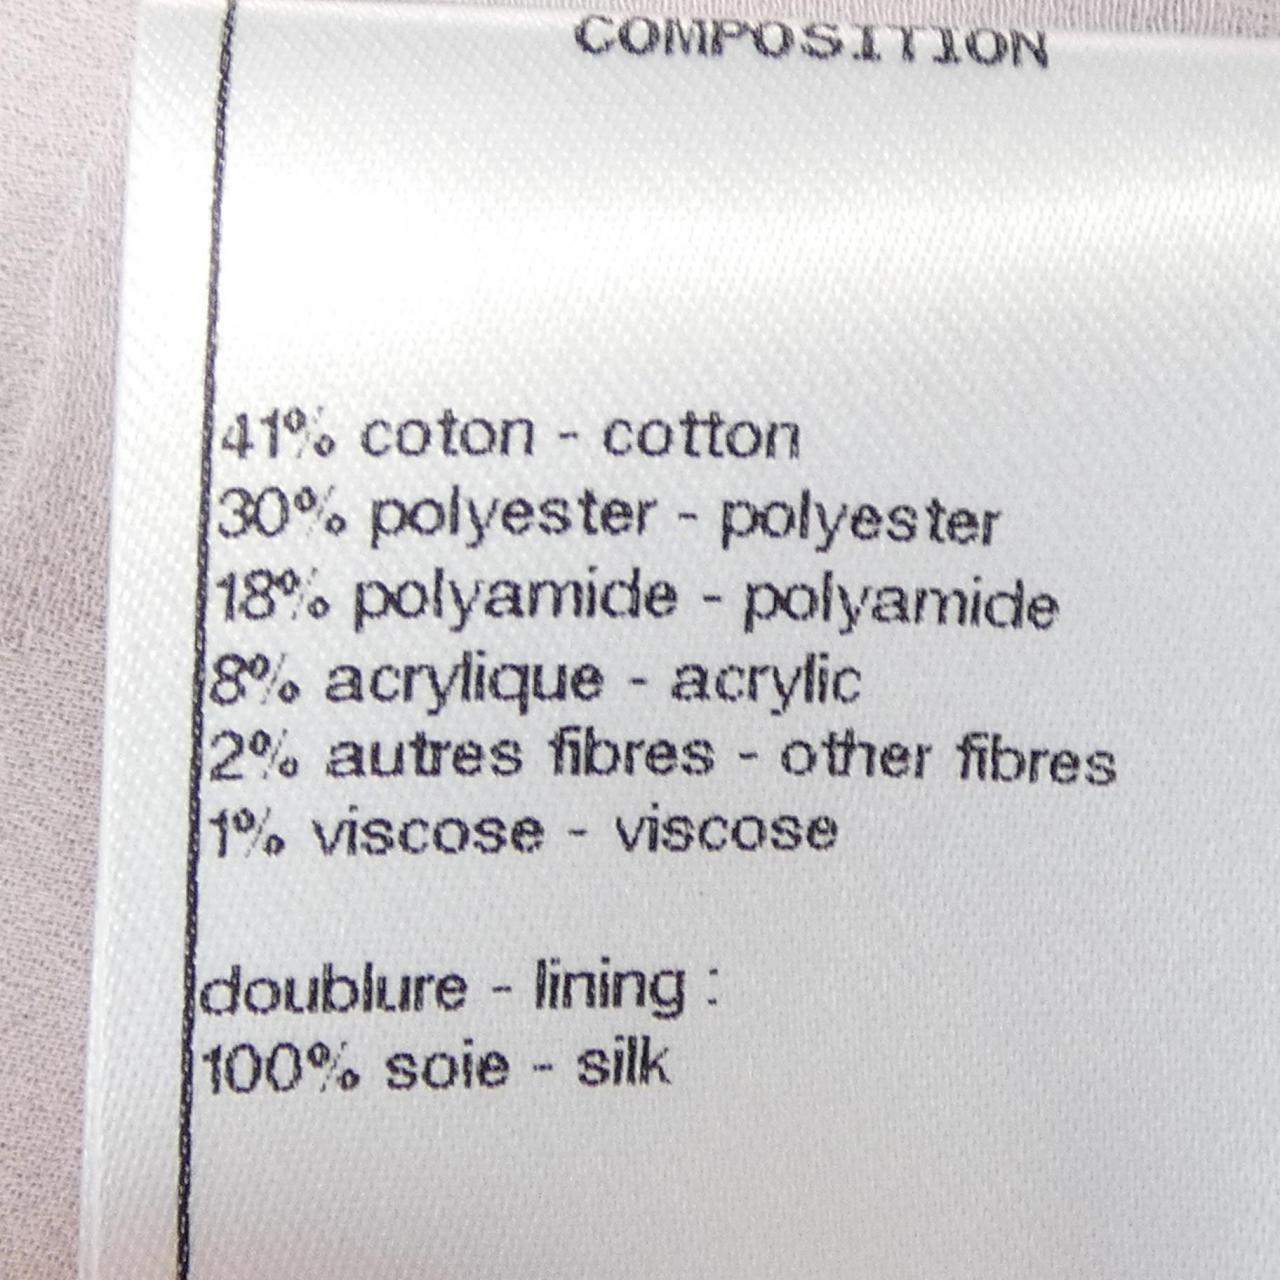 COMPOSITION
41% coton - cotton
30% polyester - polyester
18% polyamide - polyamide
8% acrylique - acrylic
2% autres fibres - other fibres
1% viscose - viscose
doublure - lining :
100% soie - silk